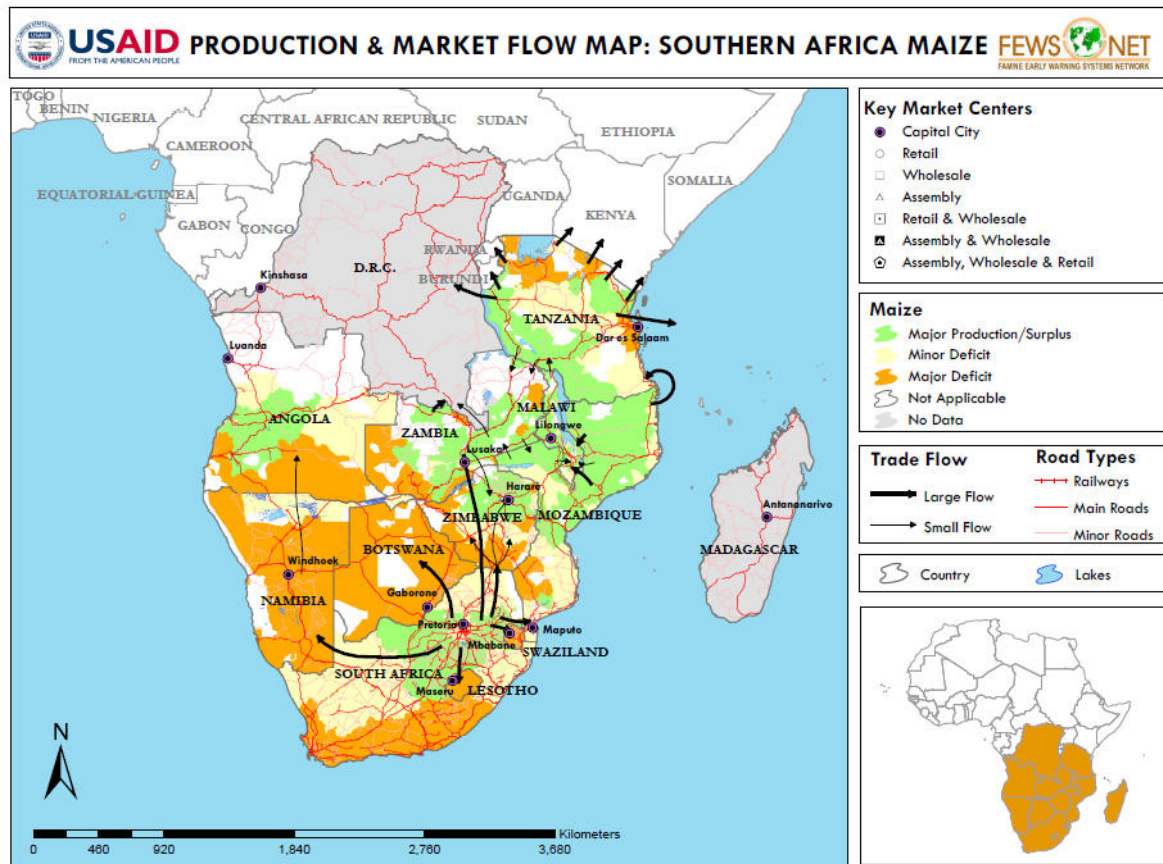 USAID
FROM THE AMERICAN PEOPLE
PRODUCTION & MARKET FLOW MAP: SOUTHERN AFRICA MAIZE
FEWS NET
FAMINE EARLY WARNING SYSTEMS NETWORK
TOGO
BENIN
NIGERIA
CENTRAL AFRICAN REPUBLIC
SUDAN
ETHIOPIA
CAMEROON
SOMALIA
EQUATORIAL GUINEA
UGANDA
KENYA
GABON
CONGO
RWANDA
D.R.C.
BURUNDI
Kinshasa
TANZANIA
Dar es Salaam
Luanda
MALAWI
ANGOLA
ZAMBIA
Lilongwe
Lusaka
Harare
ZIMBABWE
MOZAMBIQUE
Antananarivo
BOTSWANA
MADAGASCAR
Windhoek
NAMIBIA
Gaborone
Pretoria
Maputo
Mbabane
SWAZILAND
SOUTH AFRICA
Maseru
LESOTHO
N
Kilometers
0 460 920 1,840 2,760 3,680
Key Market Centers
Capital City
Retail
Wholesale
Assembly
Retail & Wholesale
Assembly & Wholesale
Assembly, Wholesale & Retail
Maize
Major Production/Surplus
Minor Deficit
Major Deficit
Not Applicable
No Data
Trade Flow
Large Flow
Small Flow
Road Types
Railways
Main Roads
Minor Roads
Country
Lakes